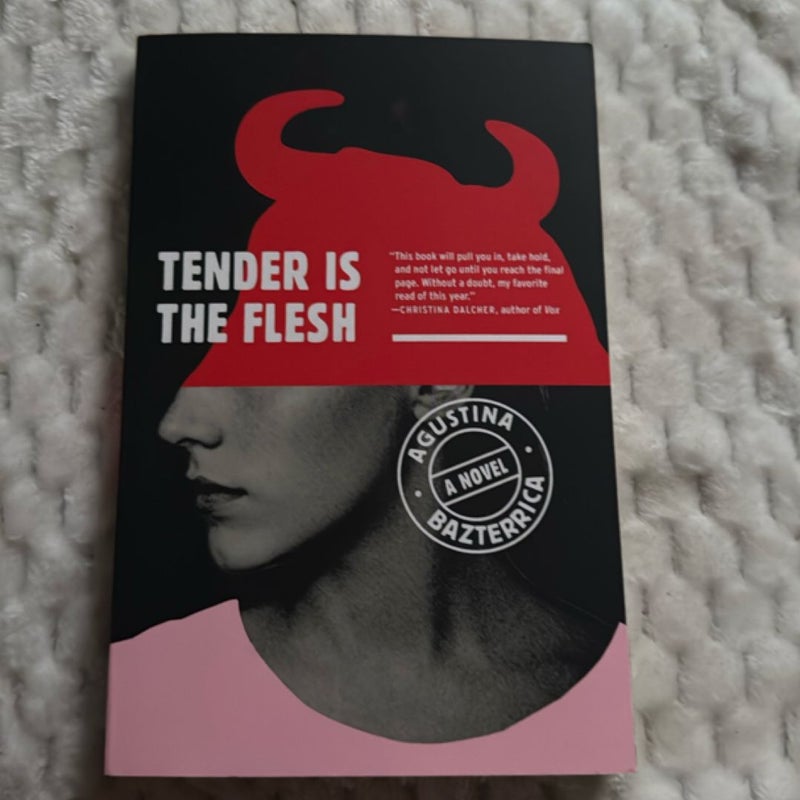 TENDER IS
THE FLESH
"This book will pull you in, take hold,
and not let go until you reach the final
page. Without a doubt, my favorite
read of this year."
—CHRISTINA DALCHER, author of Vox
AGUSTINA
A NOVEL
BAZTERRICA